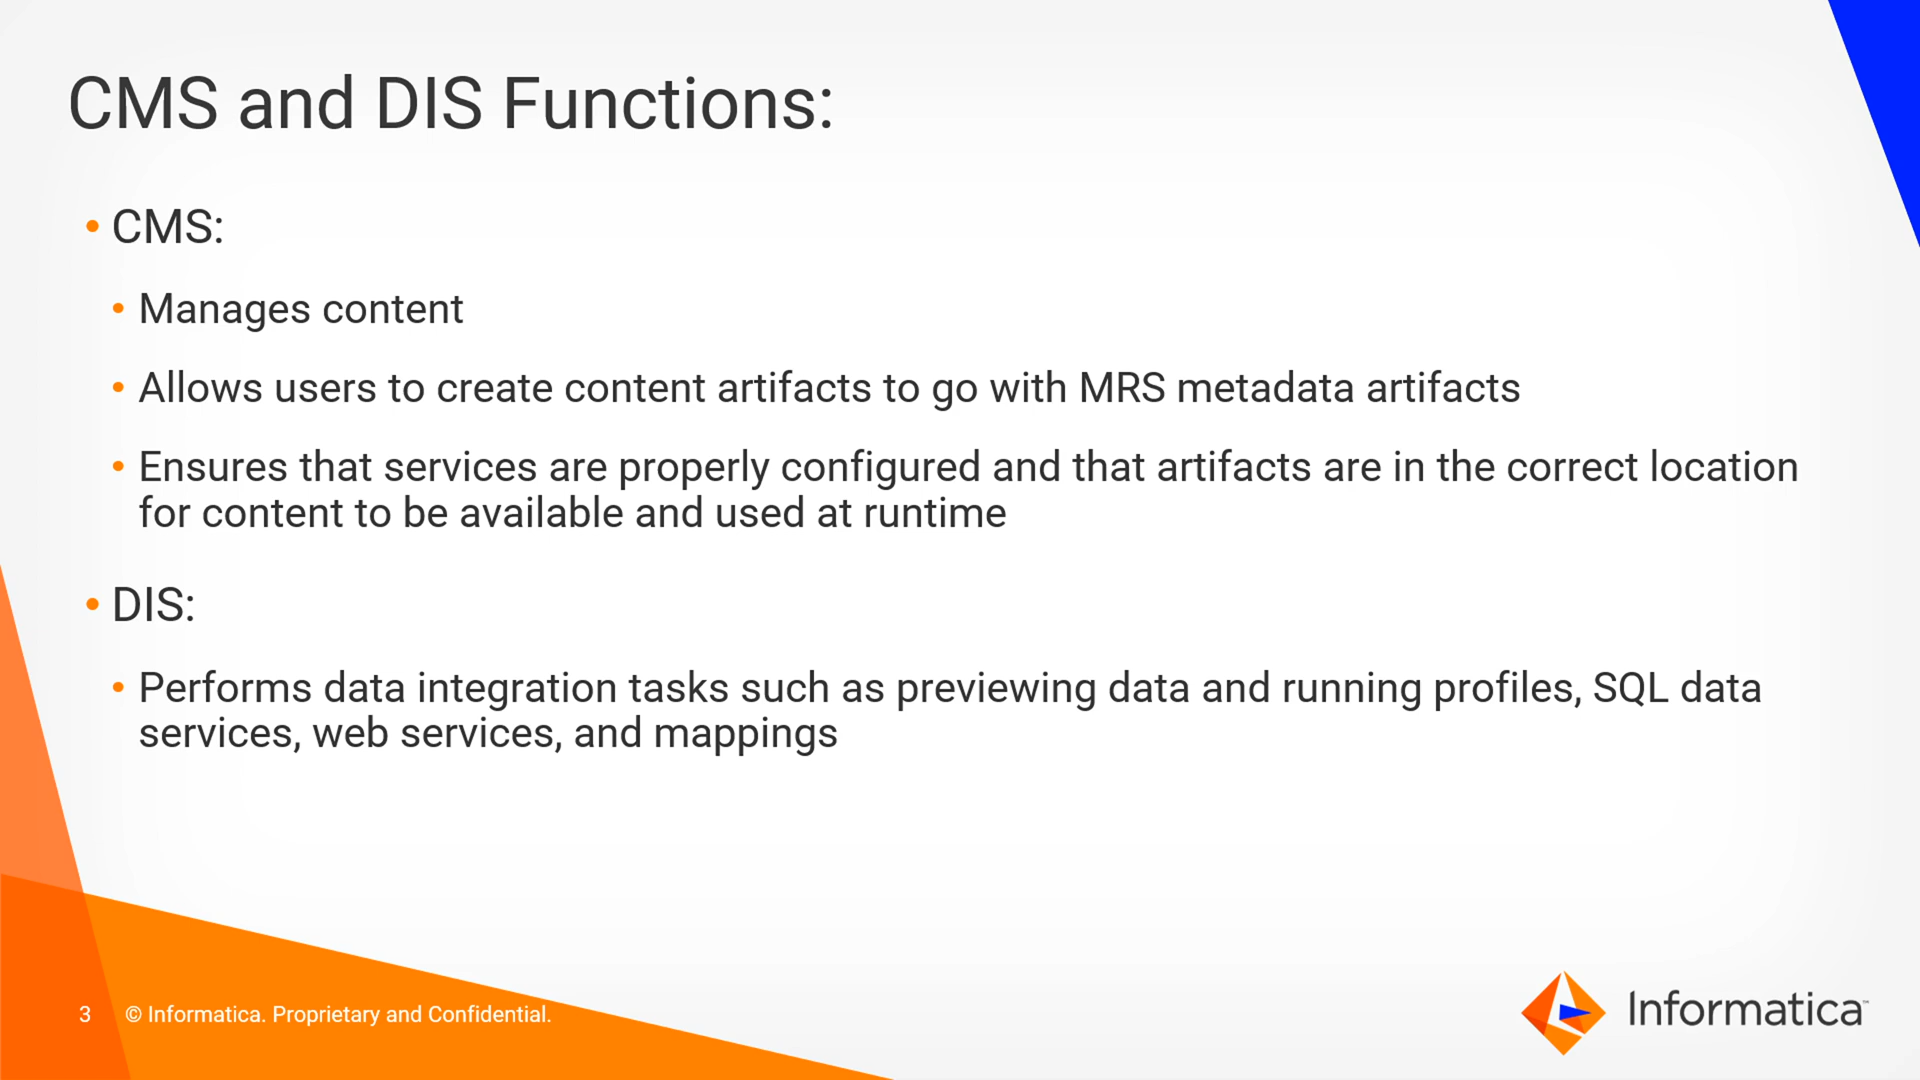 CMS and DIS Functions:
• CMS:
• Manages content
• Allows users to create content artifacts to go with MRS metadata artifacts
• Ensures that services are properly configured and that artifacts are in the correct location
for content to be available and used at runtime
• DIS:
• Performs data integration tasks such as previewing data and running profiles, SQL data
services, web services, and mappings
3 © Informatica. Proprietary and Confidential.
Informatica™